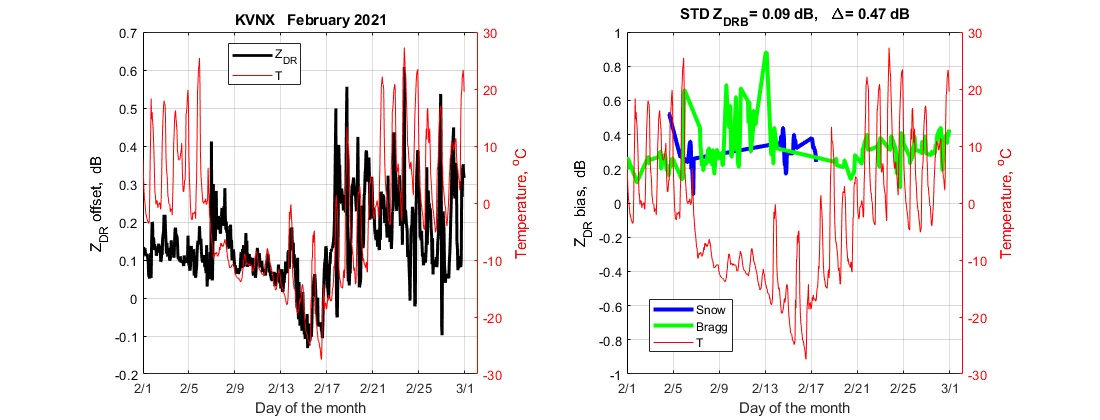 KVNX February 2021
0.7
0.6
0.5
0.4
0.3
0.2
0.1
0
-0.1
-0.2
Z_DR offset, dB
Z_DR
T
30
20
10
0
-10
-20
-30
Temperature, °C
2/1 2/5 2/9 2/13 2/17 2/21 2/25 3/1
Day of the month
STD Z_DRB = 0.09 dB, Δ = 0.47 dB
1
0.8
0.6
0.4
0.2
0
-0.2
-0.4
-0.6
-0.8
-1
Z_DR bias, dB
Snow
Bragg
T
30
20
10
0
-10
-20
-30
Temperature, °C
2/1 2/5 2/9 2/13 2/17 2/21 2/25 3/1
Day of the month